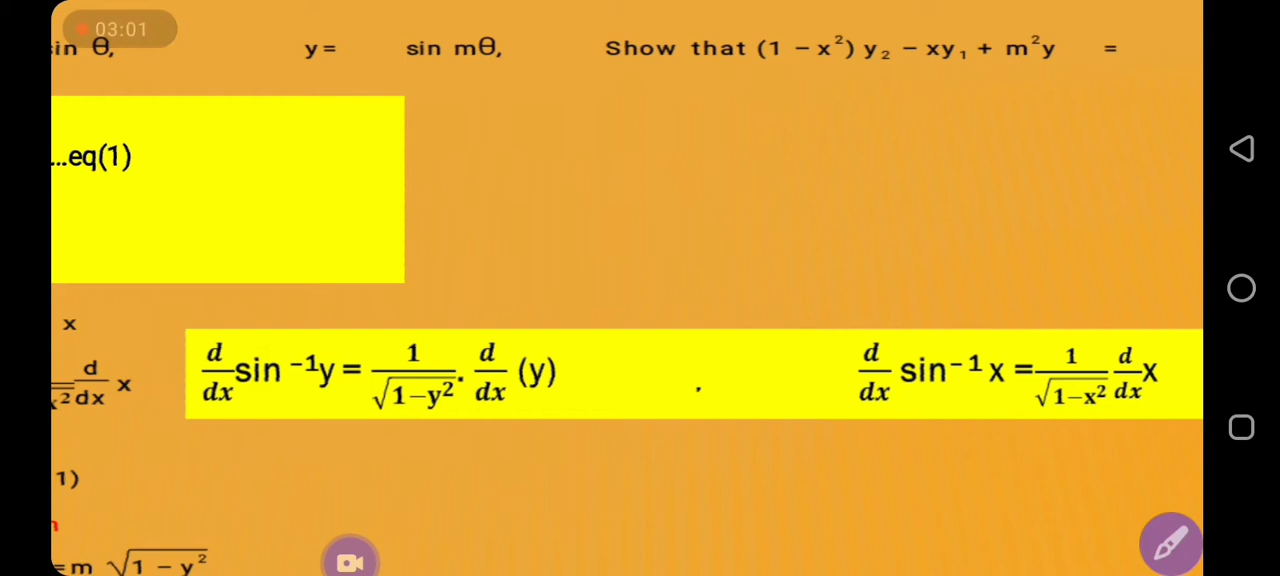 03:01
in θ, y = sin mθ, Show that (1 − x²) y₂ − xy₁ + m²y =
...eq(1)
x
d/dx x d/dx sin⁻¹y = 1/√1−y² . d/dx (y) , d/dx sin⁻¹ x = 1/√1−x² d/dx x
1)
= m √1 − y²